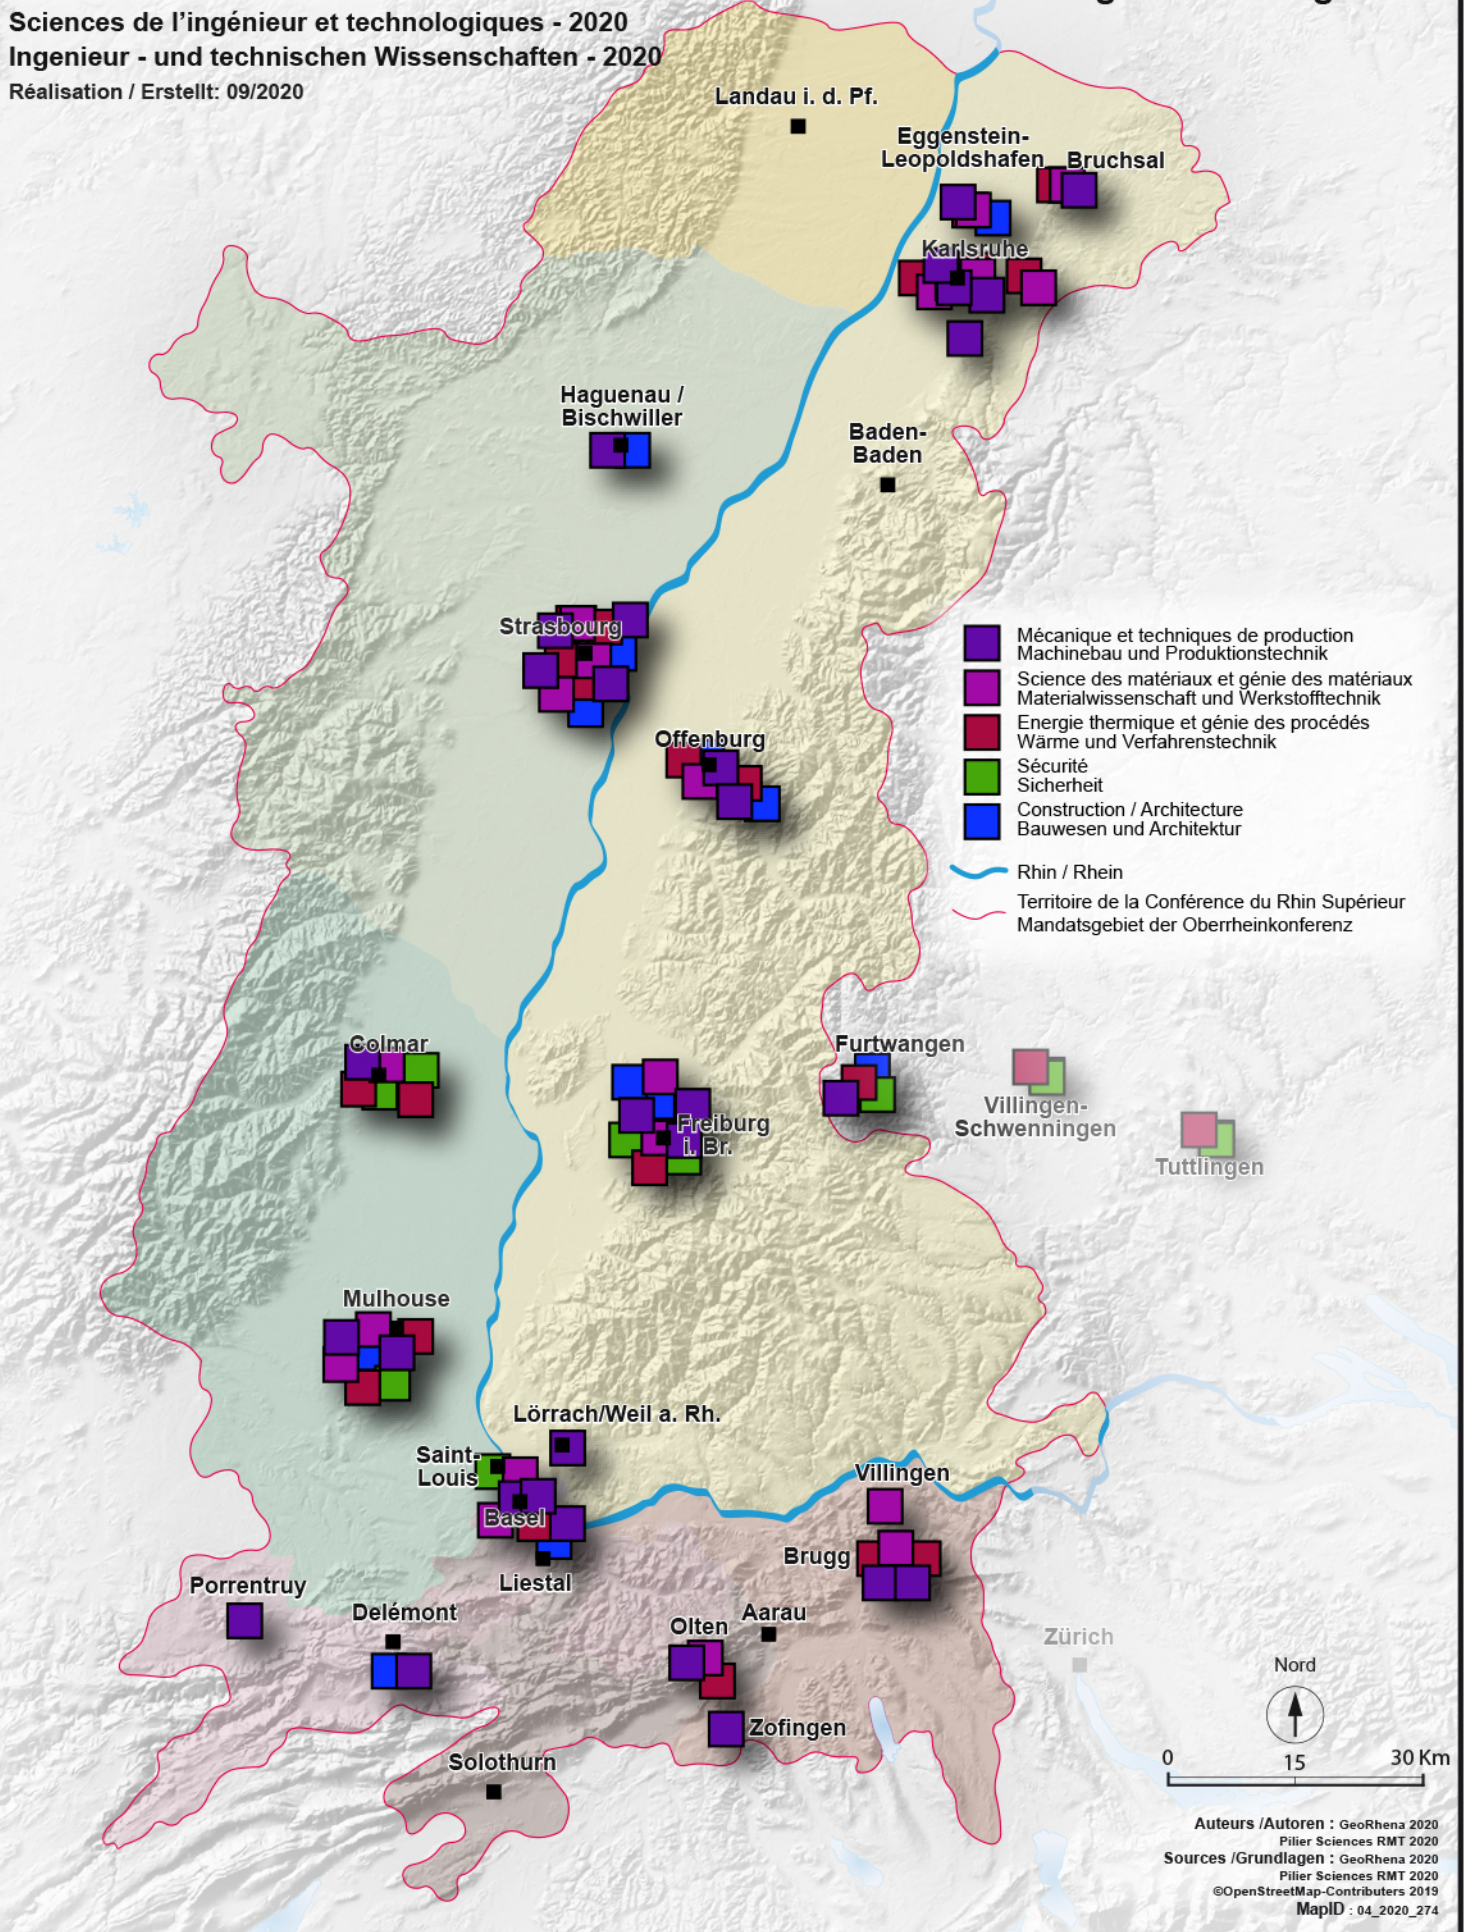 Sciences de l'ingénieur et technologiques - 2020
Ingenieur - und technischen Wissenschaften - 2020
Réalisation / Erstellt: 09/2020
Landau i. d. Pf.
Eggenstein-
Leopoldshafen
Bruchsal
Karlsruhe
Haguenau /
Bischwiller
Baden-
Baden
Strasbourg
Mécanique et techniques de production
Machinebau und Produktionstechnik
Science des matériaux et génie des matériaux
Materialwissenschaft und Werkstofftechnik
Energie thermique et génie des procédés
Wärme und Verfahrenstechnik
Sécurité
Sicherheit
Construction / Architecture
Bauwesen und Architektur
Rhin / Rhein
Territoire de la Conférence du Rhin Supérieur
Mandatsgebiet der Oberrheinkonferenz
Offenburg
Colmar
Furtwangen
Villingen-
Schwenningen
Freiburg
i. Br.
Tuttlingen
Mulhouse
Lörrach/Weil a. Rh.
Saint-
Louis
Villingen
Basel
Brugg
Liestal
Porrentruy
Delémont
Olten
Aarau
Zürich
Nord
Zofingen
Solothurn
0
15
30 Km
Auteurs /Autoren : GeoRhena 2020
Pilier Sciences RMT 2020
Sources /Grundlagen : GeoRhena 2020
Pilier Sciences RMT 2020
©OpenStreetMap-Contributers 2019
MapID : 04_2020_274